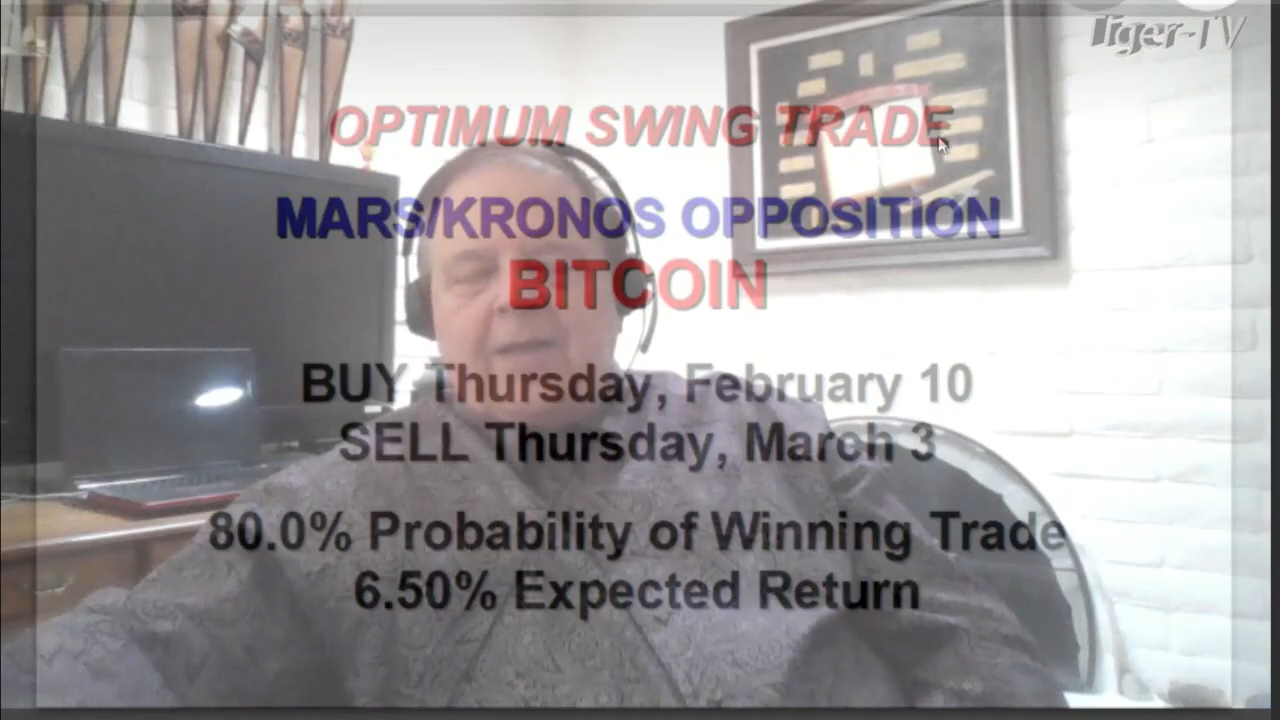 Tiger-TV
OPTIMUM SWING TRADE
MARS/KRONOS OPPOSITION
BITCOIN
BUY Thursday, February 10
SELL Thursday, March 3
80.0% Probability of Winning Trade
6.50% Expected Return